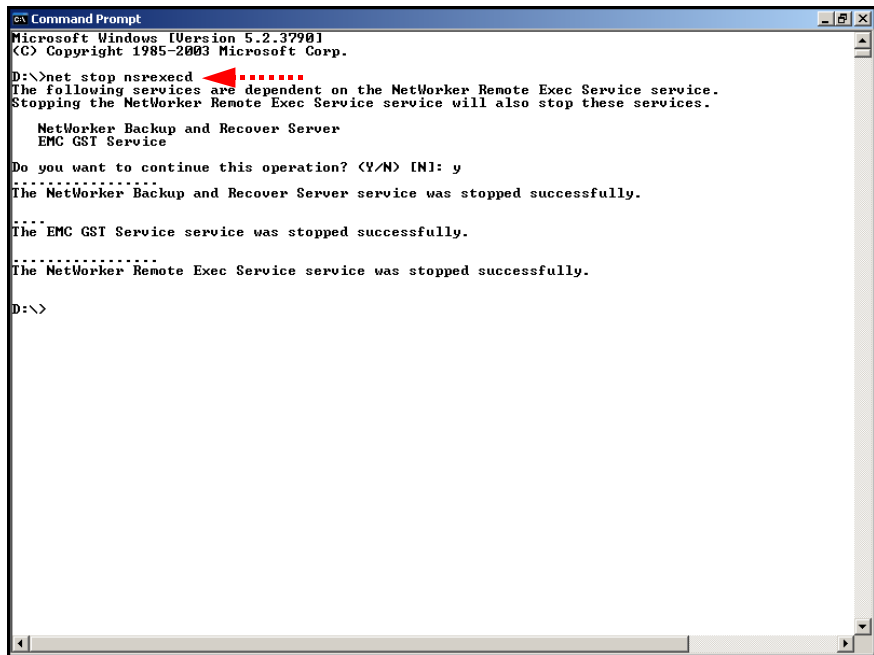 Command Prompt
Microsoft Windows [Version 5.2.3790]
(C) Copyright 1985-2003 Microsoft Corp.
D:\>net stop nsrexecd
The following services are dependent on the NetWorker Remote Exec Service service.
Stopping the NetWorker Remote Exec Service service will also stop these services.
NetWorker Backup and Recover Server
EMC GST Service
Do you want to continue this operation? (Y/N) [N]: y
.................
The NetWorker Backup and Recover Server service was stopped successfully.
....
The EMC GST Service service was stopped successfully.
.................
The NetWorker Remote Exec Service service was stopped successfully.
D:\>